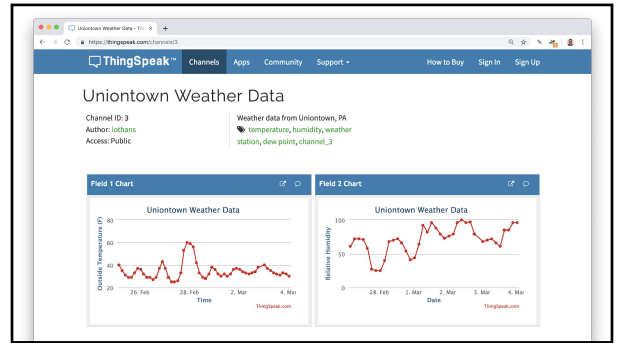 Uniontown Weather Data - Thi
https://thingspeak.com/channels/3
ThingSpeak™ Channels Apps Community Support How to Buy Sign In Sign Up
Uniontown Weather Data
Channel ID: 3
Author: iothans
Access: Public
Weather data from Uniontown, PA
temperature, humidity, weather
station, dew point, channel_3
Field 1 Chart
Uniontown Weather Data
Outside Temperature (F)
80
60
40
20
26. Feb 28. Feb 2. Mar 4. Mar
Time
ThingSpeak.com
Field 2 Chart
Uniontown Weather Data
Relative Humidity
100
50
0
28. Feb 1. Mar 2. Mar 3. Mar 4. Mar
Date
ThingSpeak.com